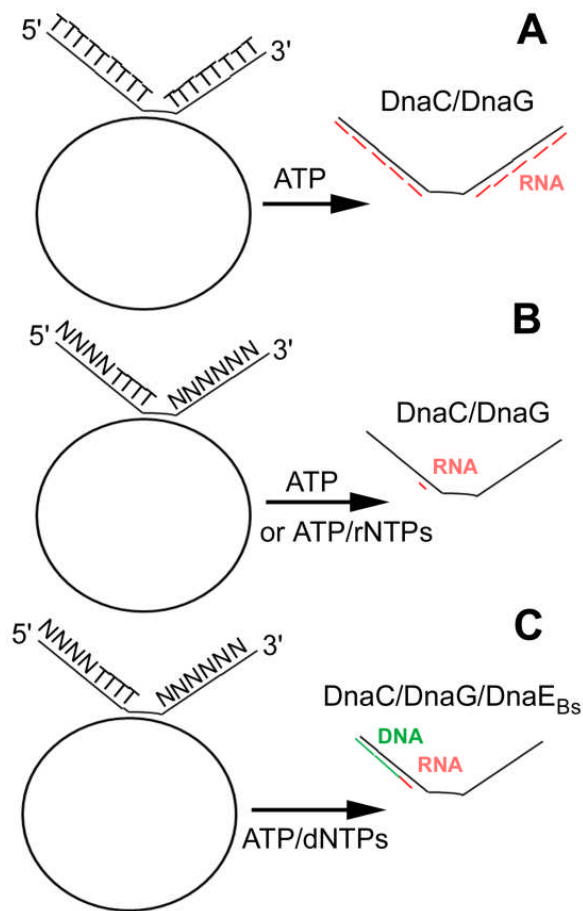 A
5' TTTTTTTTT TTTTTTTT 3'
DnaC/DnaG
ATP
RNA
B
5' NNNNTTTT NNNNNN 3'
DnaC/DnaG
RNA
ATP
or ATP/rNTPs
C
5' NNNNTTTT NNNNNN 3'
DnaC/DnaG/DnaEBs
DNA
RNA
ATP/dNTPs